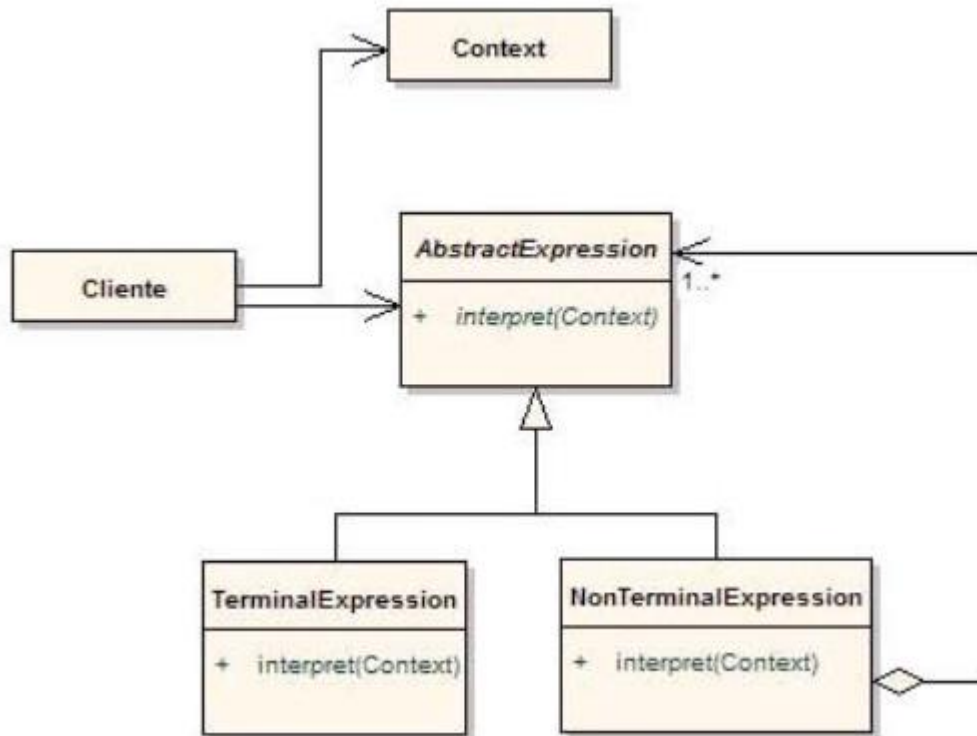 Context
AbstractExpression
+ interpret(Context)
1..*
Cliente
TerminalExpression
+ interpret(Context)
NonTerminalExpression
+ interpret(Context)